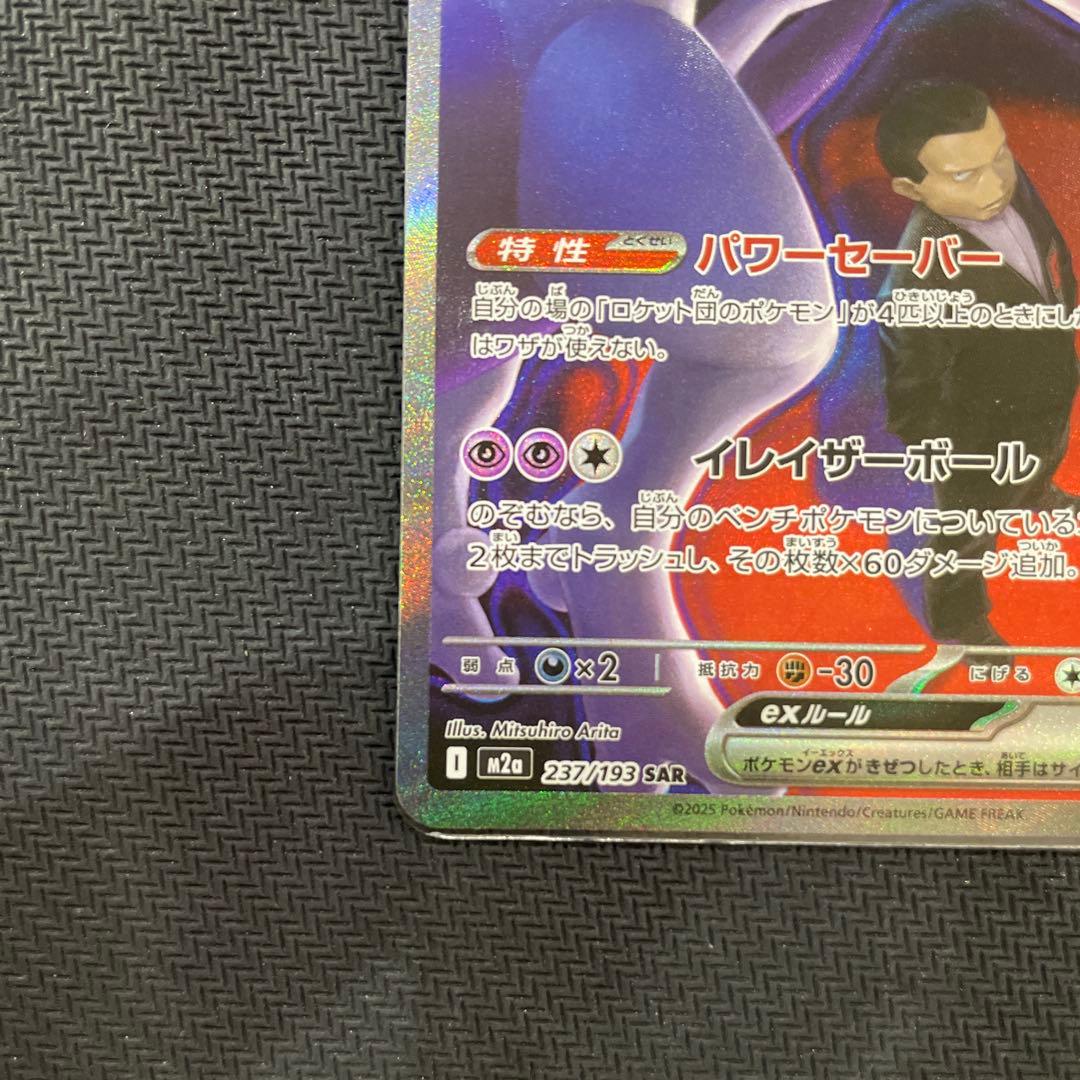 特性 とくせい パワーセーバー
じぶん ば だん ひきいじょう
自分の場の「ロケット団のポケモン」が4匹以上のときにし
つか
はワザが使えない。
イレイザーボール
じぶん
のぞむなら、自分のベンチポケモンについている
まい まいすう ついか
2枚までトラッシュし、その枚数×60ダメージ追加。
弱点 ×2 抵抗力 -30 にげる
exルール
Illus. Mitsuhiro Arita
イーエックス あいて
ポケモンexがきぜつしたとき、相手はサイ
I m2a 237/193 SAR
©2025 Pokémon/Nintendo/Creatures/GAME FREAK